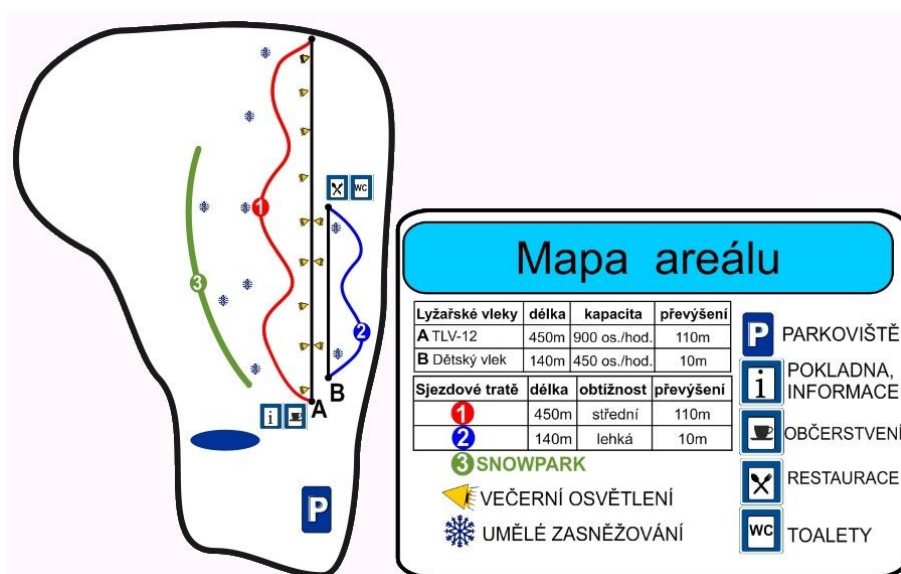 1
WC
3
2
B
A
i
P
Mapa areálu
Lyžařské vleky délka kapacita převýšení
A TLV-12 450m 900 os./hod. 110m
B Dětský vlek 140m 450 os./hod. 10m
Sjezdové tratě délka obtížnost převýšení
1 450m střední 110m
2 140m lehká 10m
3 SNOWPARK
VEČERNÍ OSVĚTLENÍ
UMĚLÉ ZASNĚŽOVÁNÍ
P PARKOVIŠTĚ
i POKLADNA,
INFORMACE
OBČERSTVENÍ
RESTAURACE
WC TOALETY